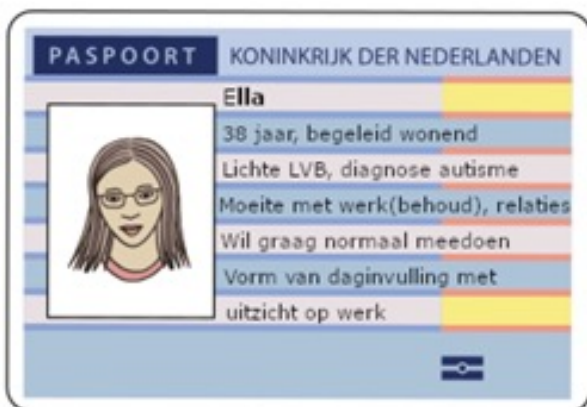 PASPOORT KONINKRIJK DER NEDERLANDEN
Ella
38 jaar, begeleid wonend
Lichte LVB, diagnose autisme
Moeite met werk(behoud), relaties
Wil graag normaal meedoen
Vorm van daginvulling met
uitzicht op werk